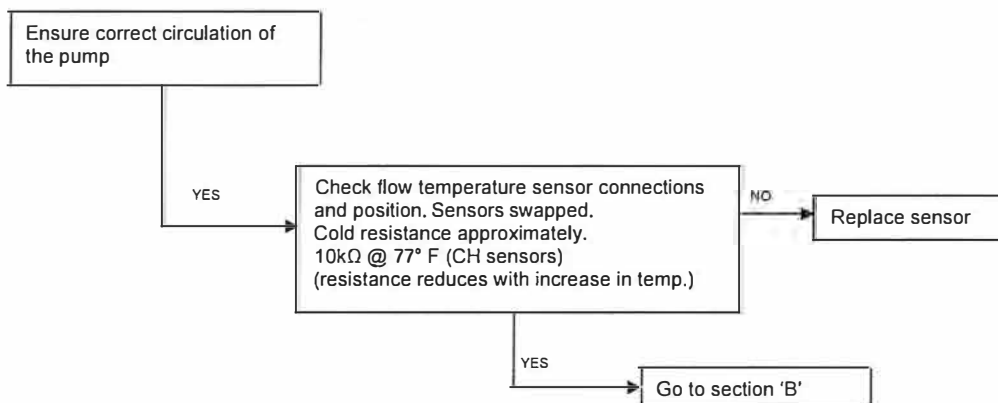 Ensure correct circulation of
the pump
YES
Check flow temperature sensor connections
and position. Sensors swapped.
Cold resistance approximately.
10kΩ @ 77° F (CH sensors)
(resistance reduces with increase in temp.)
NO
Replace sensor
YES
Go to section 'B'